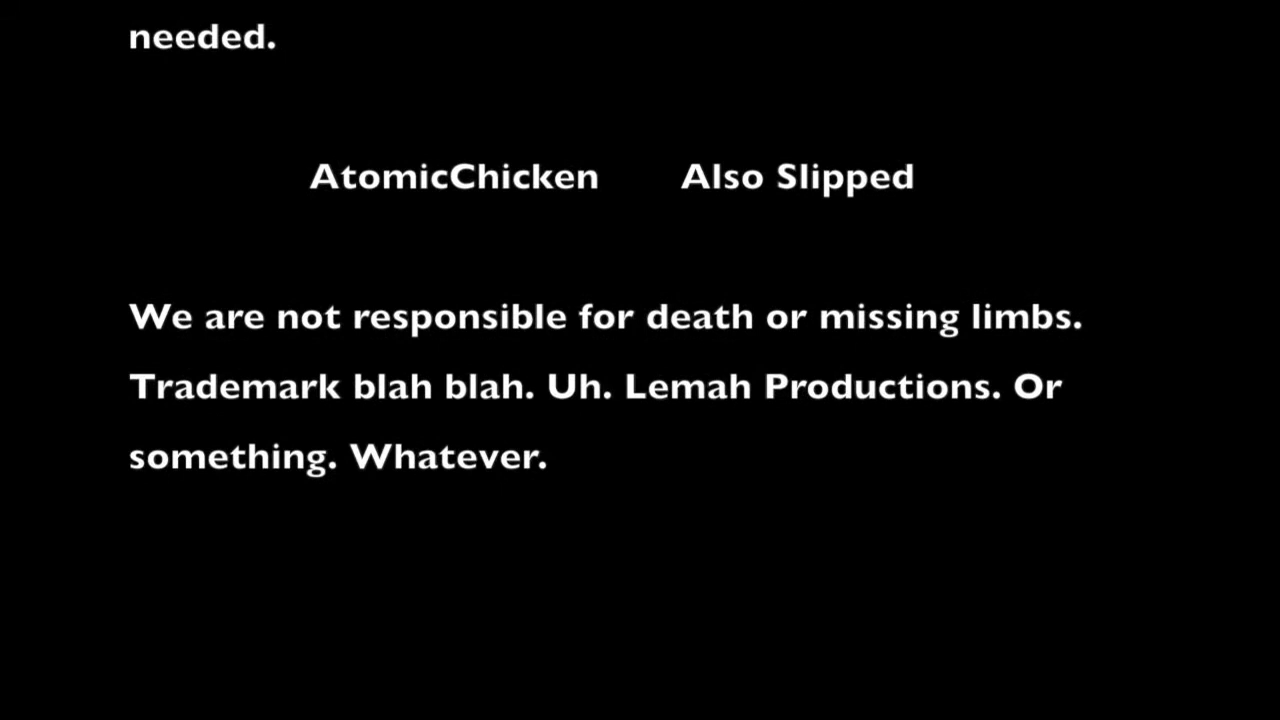 needed.
AtomicChicken Also Slipped
We are not responsible for death or missing limbs.
Trademark blah blah. Uh. Lemah Productions. Or
something. Whatever.